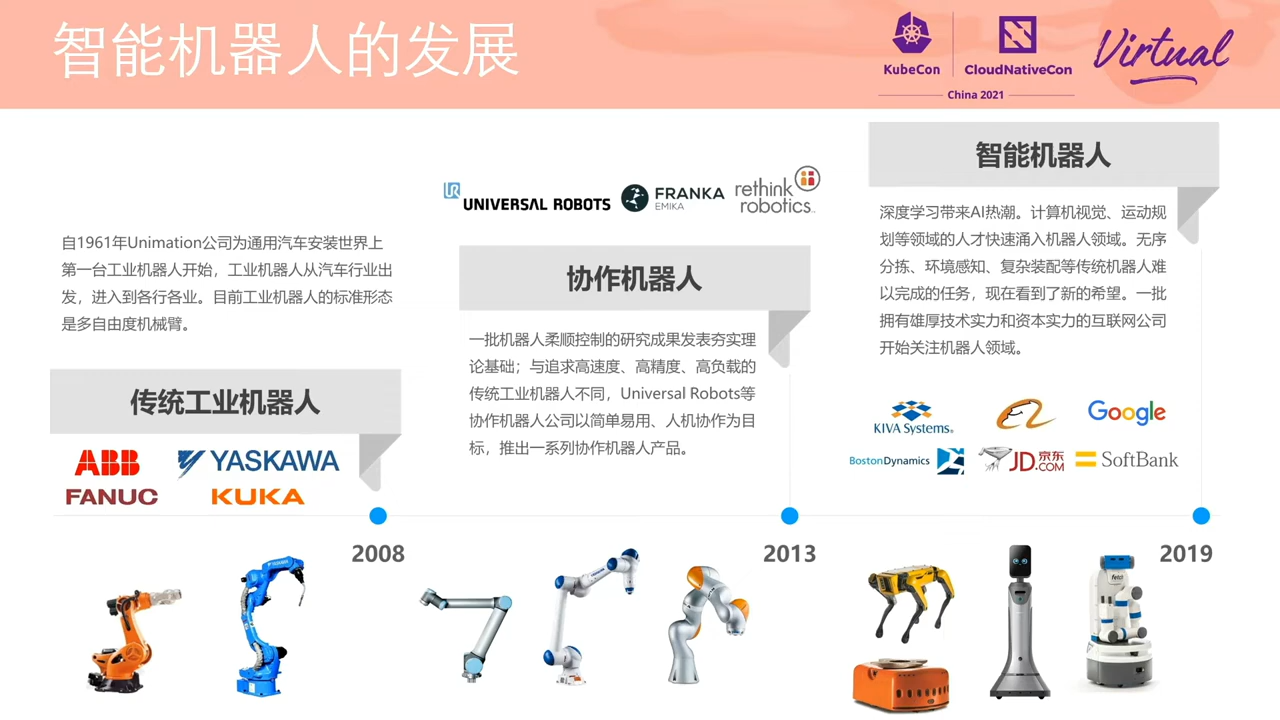 智能机器人的发展
KubeCon
CloudNativeCon
Virtual
China 2021
自1961年Unimation公司为通用汽车安装世界上
第一台工业机器人开始，工业机器人从汽车行业出
发，进入到各行各业。目前工业机器人的标准形态
是多自由度机械臂。
传统工业机器人
ABB
YASKAWA
FANUC
KUKA
UR
UNIVERSAL ROBOTS
FRANKA
EMIKA
rethink
robotics
协作机器人
一批机器人柔顺控制的研究成果发表夯实理
论基础；与追求高速度、高精度、高负载的
传统工业机器人不同，Universal Robots等
协作机器人公司以简单易用、人机协作为目
标，推出一系列协作机器人产品。
智能机器人
深度学习带来AI热潮。计算机视觉、运动规
划等领域的人才快速涌入机器人领域。无序
分拣、环境感知、复杂装配等传统机器人难
以完成的任务，现在看到了新的希望。一批
拥有雄厚技术实力和资本实力的互联网公司
开始关注机器人领域。
KIVA Systems
Google
BostonDynamics
JD京东
.COM
SoftBank
2008
2013
2019
YASKAWA
fetch